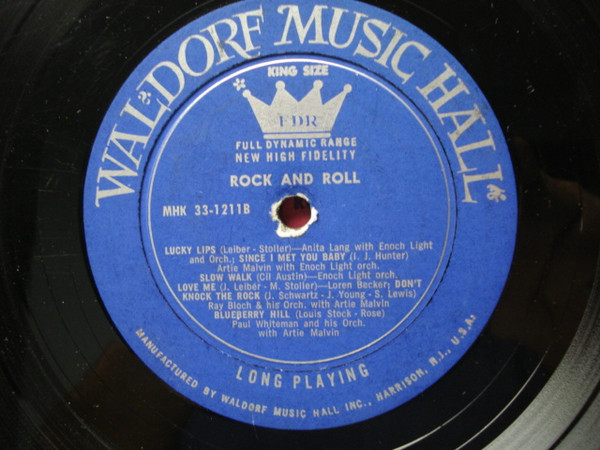 WALDORF MUSIC HALL
KING SIZE
FDR
FULL DYNAMIC RANGE
NEW HIGH FIDELITY
ROCK AND ROLL
MHK 33-1211B
LUCKY LIPS (Leiber - Stoller)—Anita Lang with Enoch Light
and Orch.; SINCE I MET YOU BABY (I. J. Hunter)
Artie Malvin with Enoch Light orch.
SLOW WALK (Cil Austin)—Enoch Light orch.
LOVE ME (J. Leiber - M. Stoller)—Loren Becker; DON'T
KNOCK THE ROCK (J. Schwartz - J. Young - S. Lewis)
Ray Bloch & his Orch. with Artie Malvin
BLUEBERRY HILL (Louis Stock - Rose)
Paul Whiteman and his Orch.
with Artie Malvin
LONG PLAYING
MANUFACTURED BY WALDORF MUSIC HALL INC., HARRISON, N.J., U.S.A.